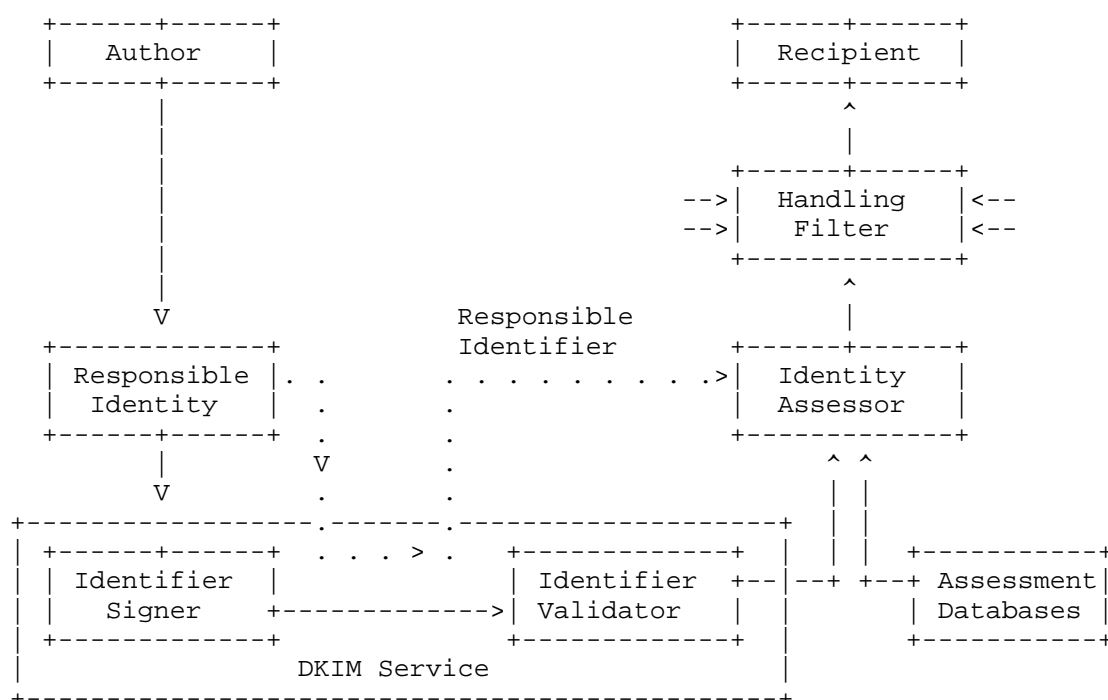 Author
Recipient
Handling
Filter
Responsible
Identifier
Responsible
Identity
Identity
Assessor
Identifier
Signer
Identifier
Validator
Assessment
Databases
DKIM Service